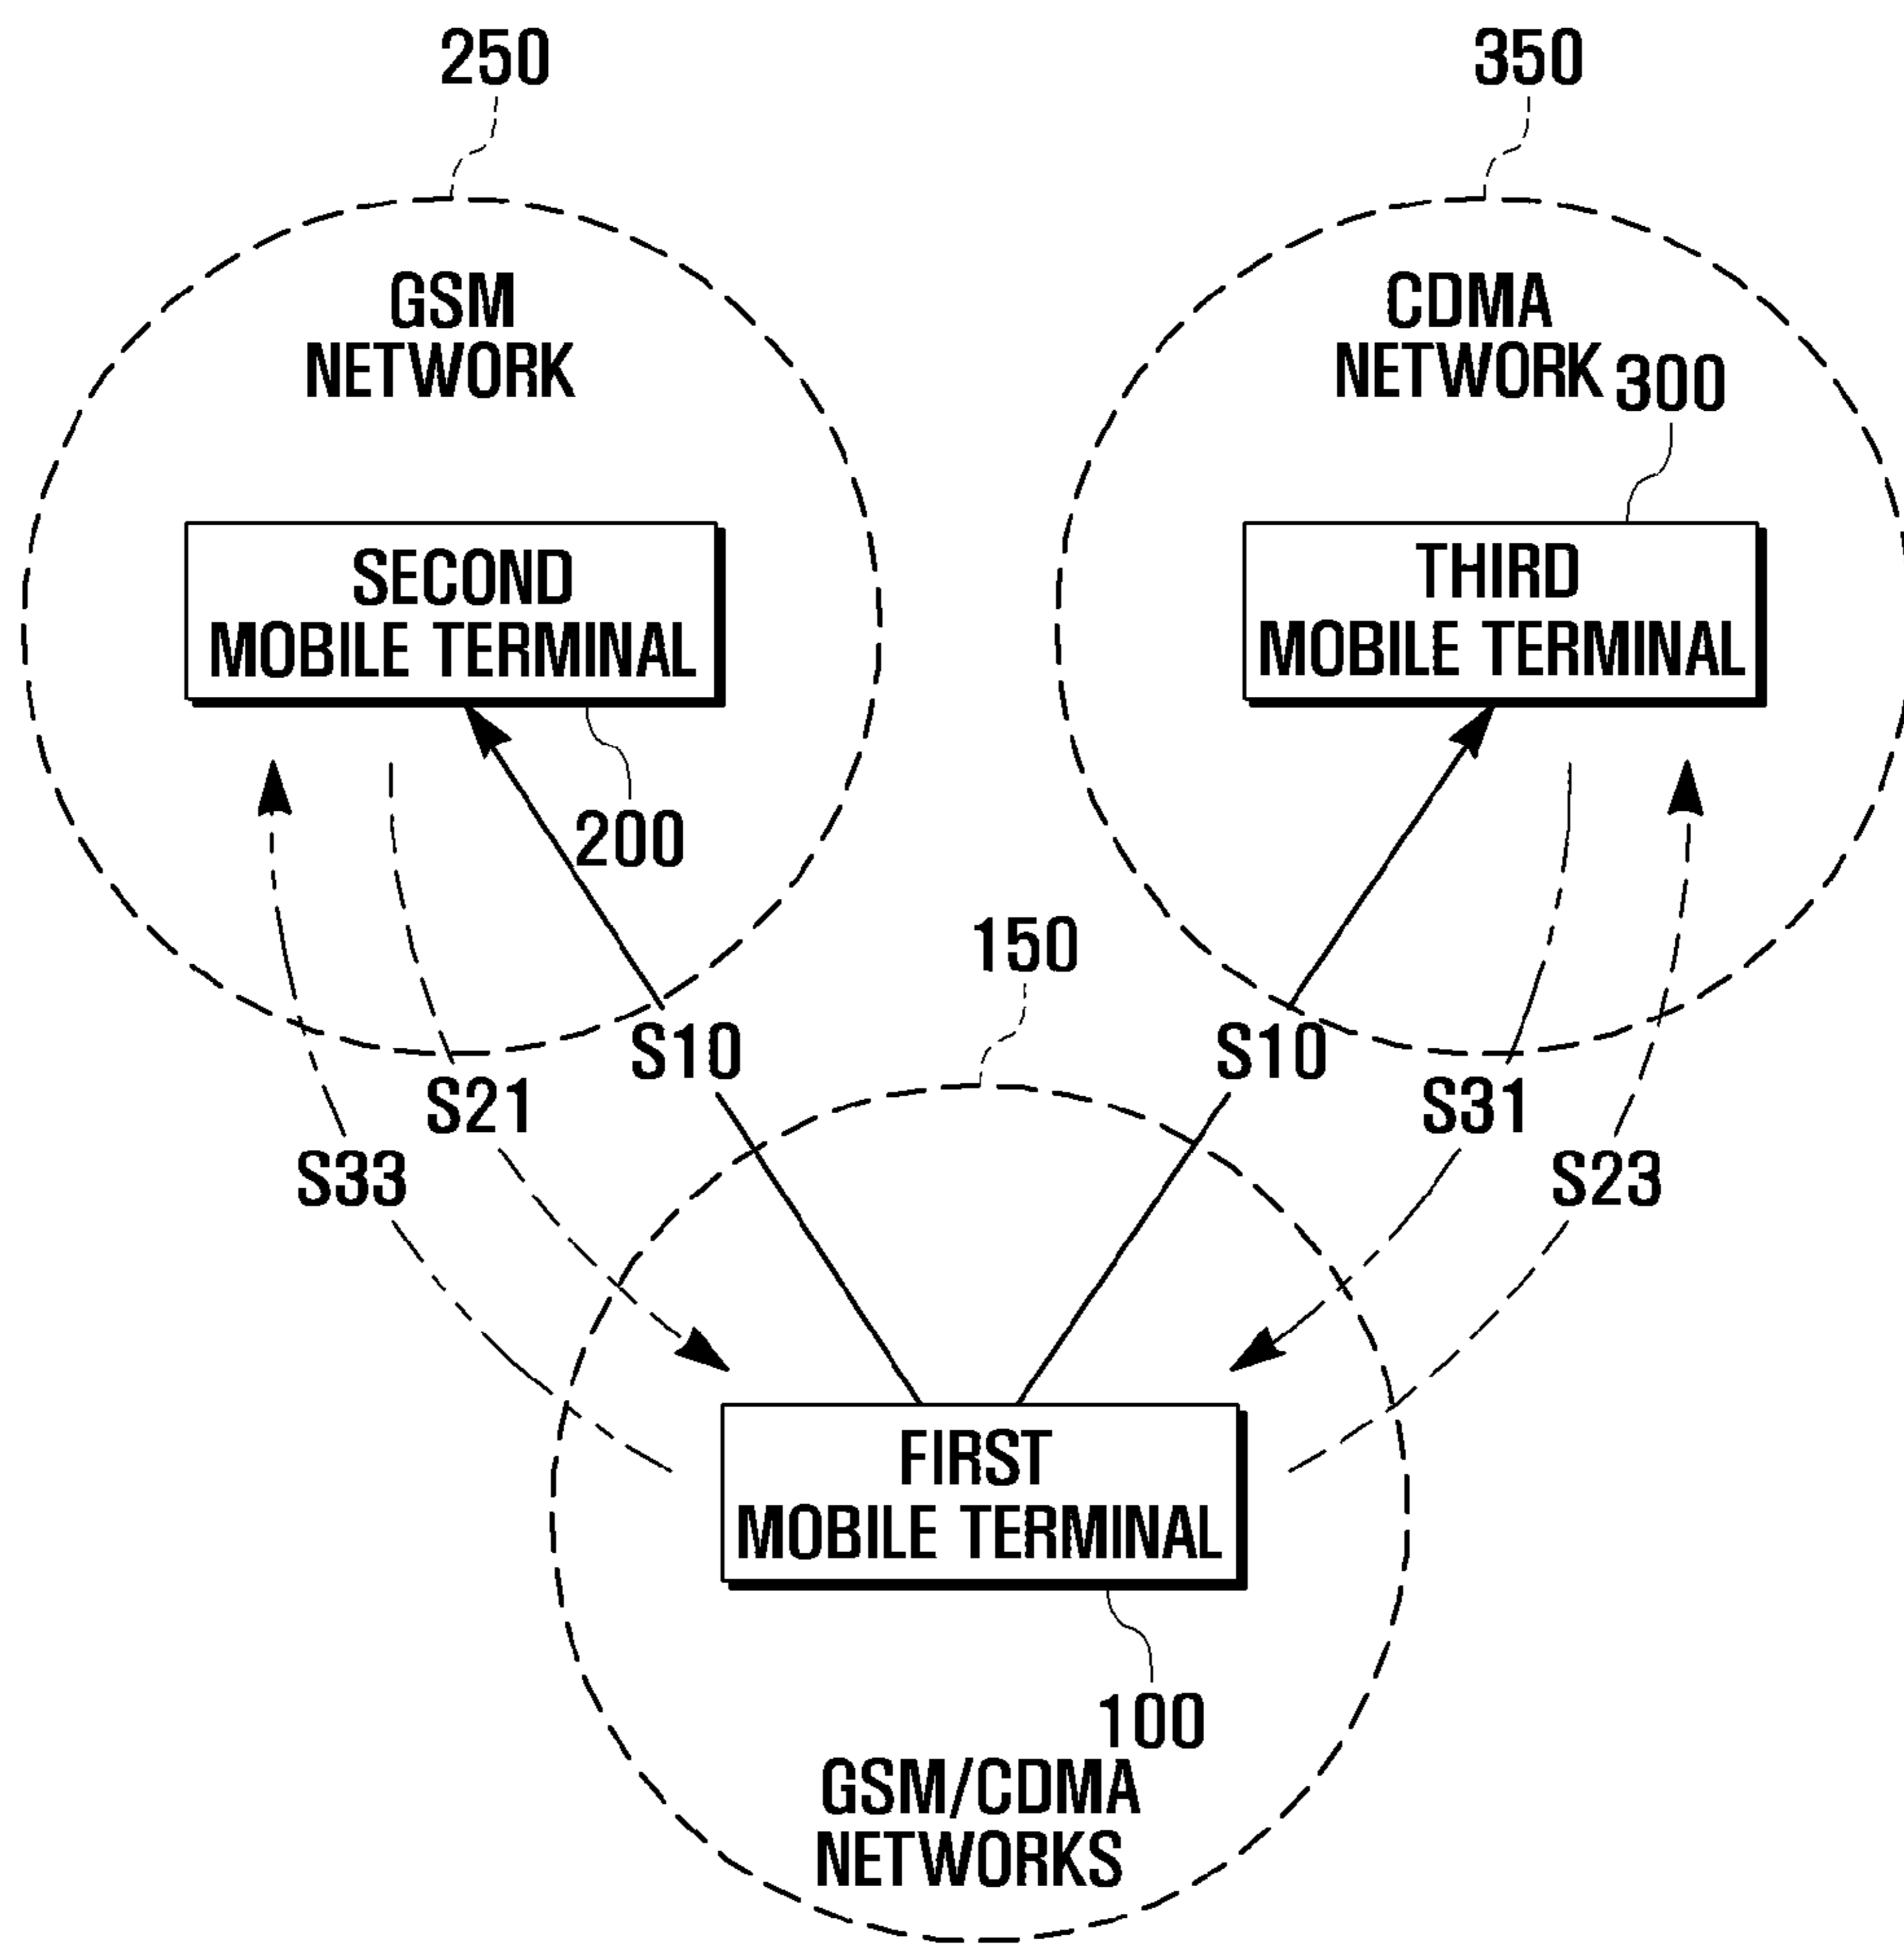 250
350
GSM
NETWORK
CDMA
NETWORK
300
SECOND
MOBILE TERMINAL
THIRD
MOBILE TERMINAL
200
150
S10
S10
S21
S31
S33
S23
FIRST
MOBILE TERMINAL
100
GSM/CDMA
NETWORKS